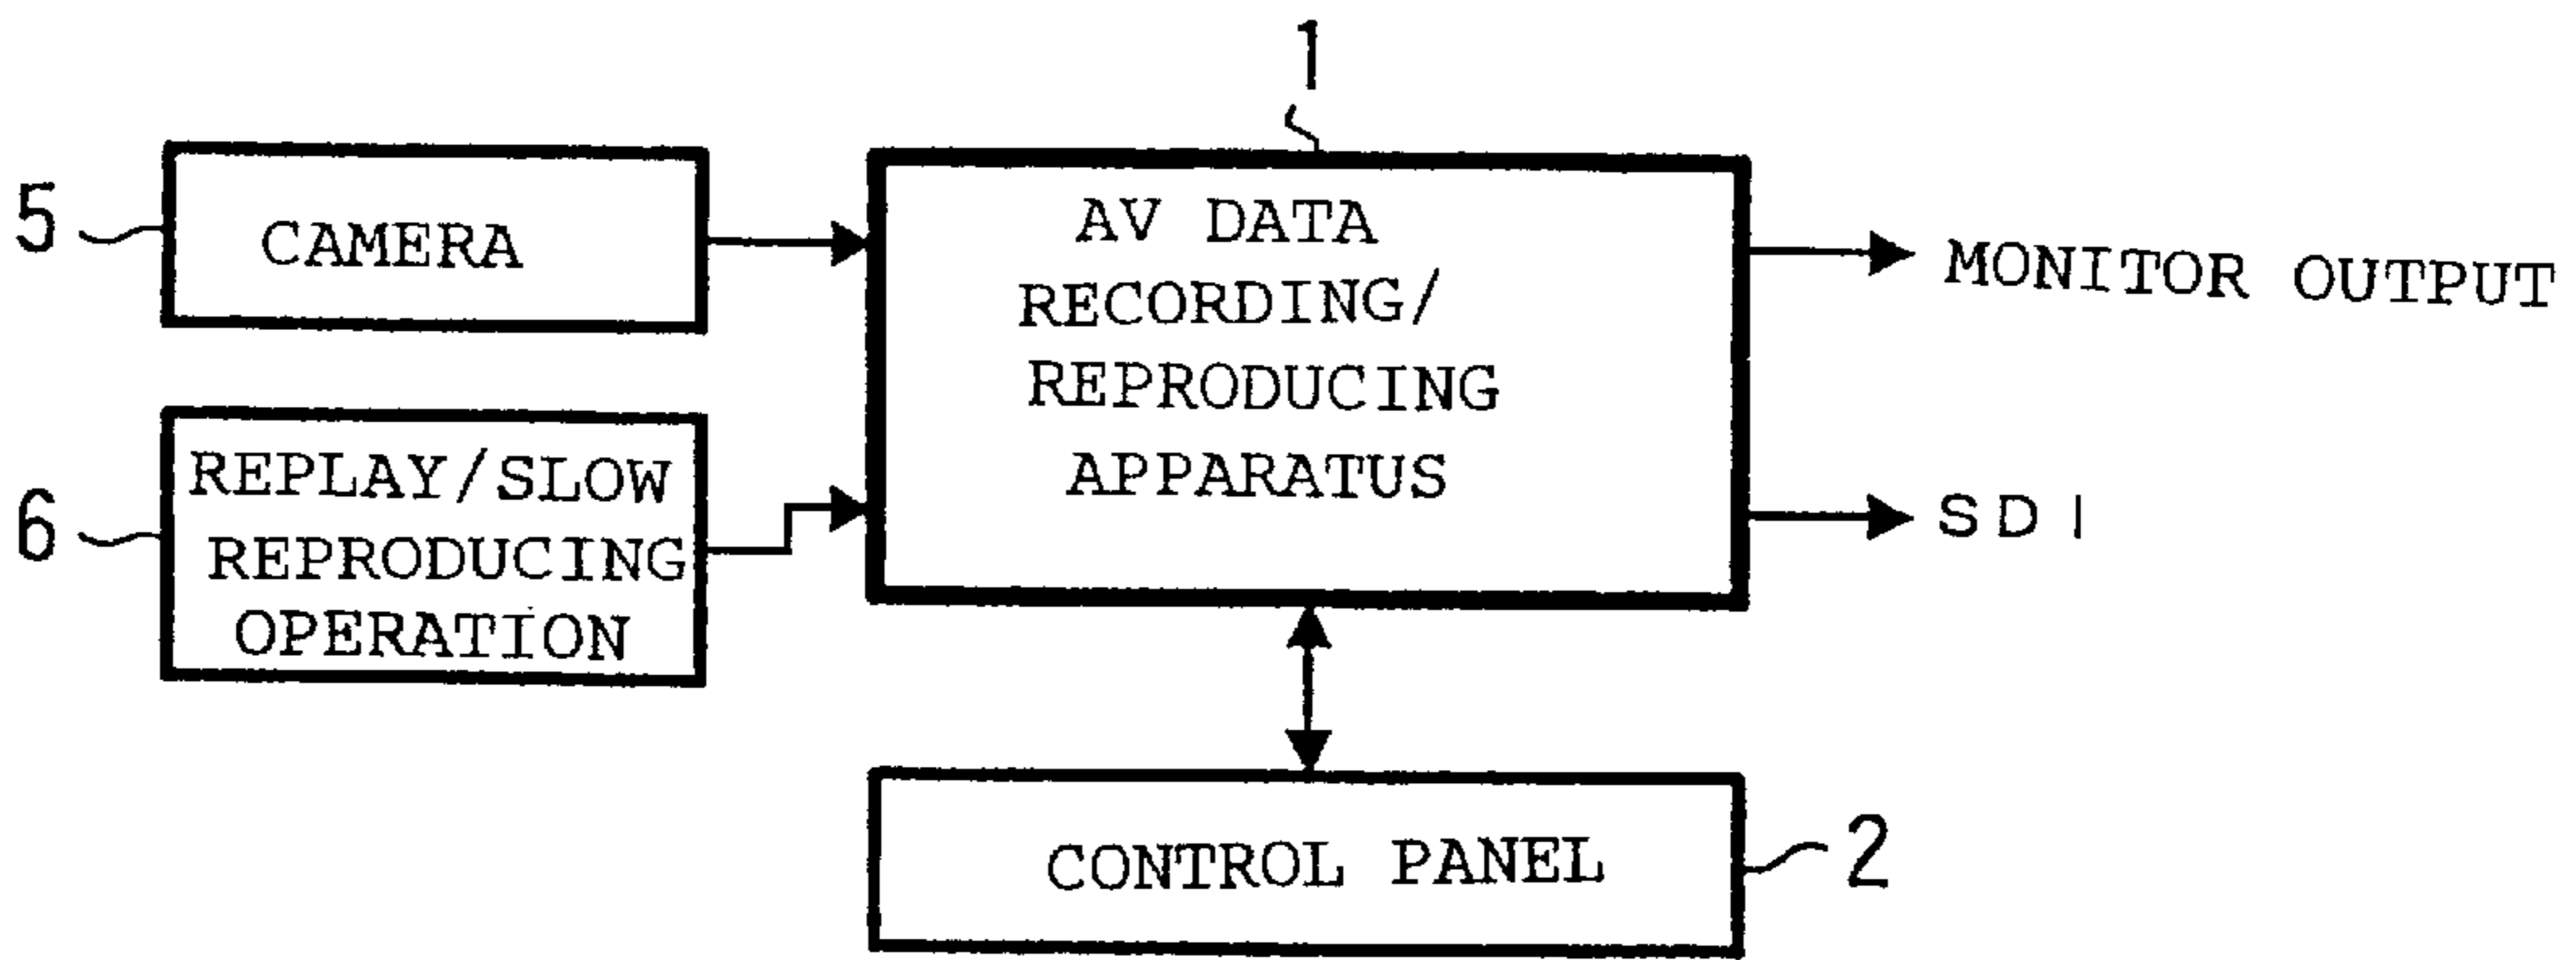 1
5
CAMERA
AV DATA
RECORDING/
REPRODUCING
APPARATUS
MONITOR OUTPUT
6
REPLAY/SLOW
REPRODUCING
OPERATION
SDI
CONTROL PANEL
2